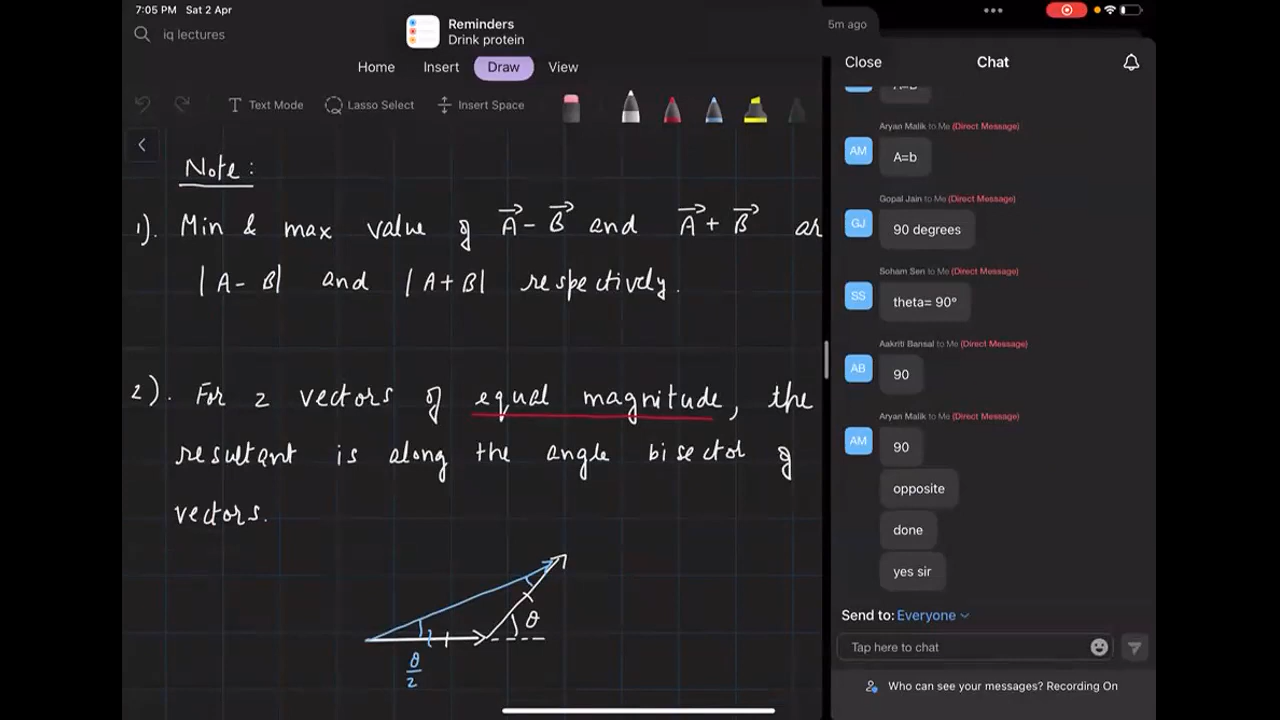 7:05 PM Sat 2 Apr
iq lectures
Reminders
Drink protein
5m ago
Home Insert Draw View
Text Mode Lasso Select Insert Space
Note:
1). Min & max value of A - B and A + B ar
|A - B| and |A + B| respectively.
2). For 2 vectors of equal magnitude, the
resultant is along the angle bisector of
vectors.
θ
θ
2
Close Chat
Aryan Malik to Me (Direct Message)
AM A=b
Gopal Jain to Me (Direct Message)
GJ 90 degrees
Soham Sen to Me (Direct Message)
SS theta= 90°
Aakriti Bansal to Me (Direct Message)
AB 90
Aryan Malik to Me (Direct Message)
AM 90
opposite
done
yes sir
Send to: Everyone
Tap here to chat
Who can see your messages? Recording On